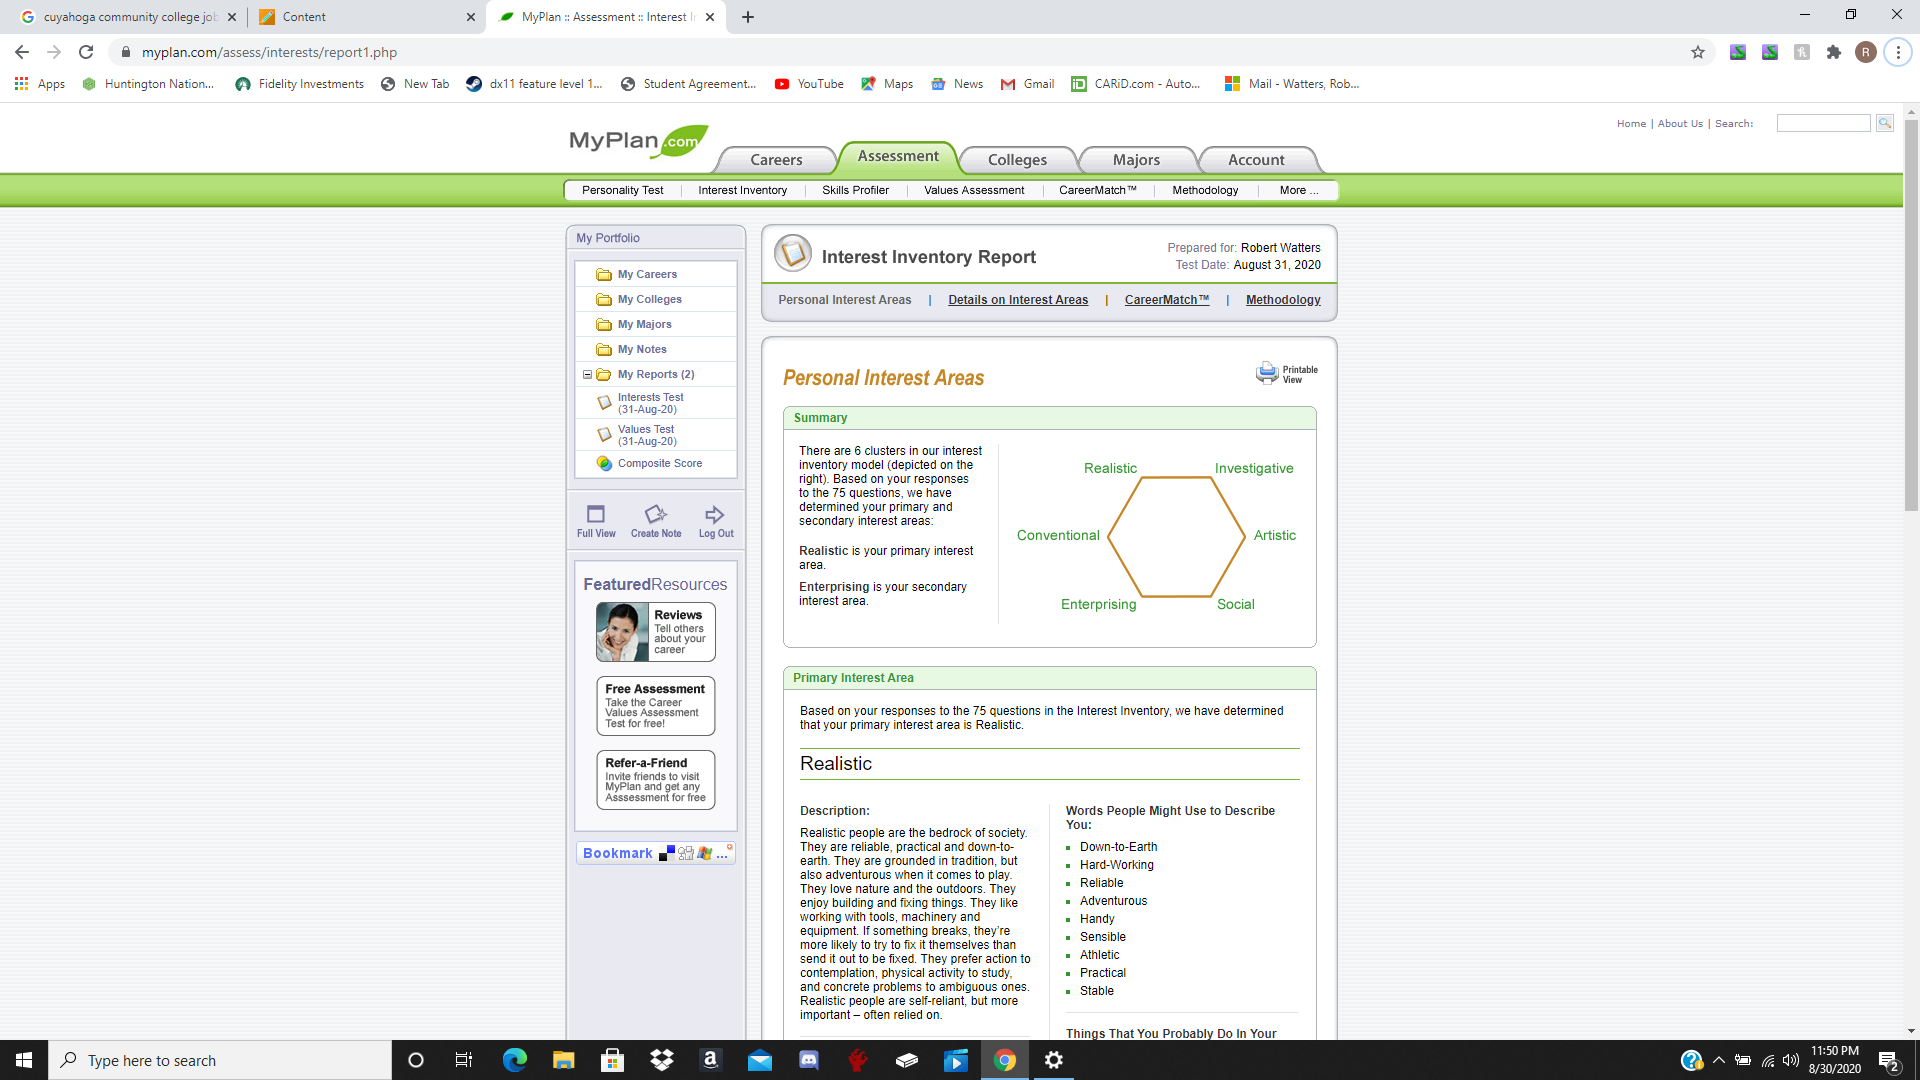 cuyahoga community college job
Content
MyPlan :: Assessment :: Interest I
myplan.com/assess/interests/report1.php
R
Apps
Huntington Nation...
Fidelity Investments
New Tab
dx11 feature level 1...
Student Agreement...
YouTube
Maps
News
Gmail
CARiD.com - Auto...
Mail - Watters, Rob...
MyPlan.com
Home | About Us | Search:
Careers
Assessment
Colleges
Majors
Account
Personality Test
Interest Inventory
Skills Profiler
Values Assessment
CareerMatch™
Methodology
More ...
My Portfolio
My Careers
My Colleges
My Majors
My Notes
My Reports (2)
Interests Test
(31-Aug-20)
Values Test
(31-Aug-20)
Composite Score
Full View
Create Note
Log Out
FeaturedResources
Reviews
Tell others
about your
career
Free Assessment
Take the Career
Values Assessment
Test for free!
Refer-a-Friend
Invite friends to visit
MyPlan and get any
Asssessment for free
Bookmark ...
Interest Inventory Report
Prepared for: Robert Watters
Test Date: August 31, 2020
Personal Interest Areas | Details on Interest Areas | CareerMatch™ | Methodology
Personal Interest Areas
Printable
View
Summary
There are 6 clusters in our interest
inventory model (depicted on the
right). Based on your responses
to the 75 questions, we have
determined your primary and
secondary interest areas:
Realistic is your primary interest
area.
Enterprising is your secondary
interest area.
Realistic
Investigative
Conventional
Artistic
Enterprising
Social
Primary Interest Area
Based on your responses to the 75 questions in the Interest Inventory, we have determined
that your primary interest area is Realistic.
Realistic
Description:
Realistic people are the bedrock of society.
They are reliable, practical and down-to-
earth. They are grounded in tradition, but
also adventurous when it comes to play.
They love nature and the outdoors. They
enjoy building and fixing things. They like
working with tools, machinery and
equipment. If something breaks, they're
more likely to try to fix it themselves than
send it out to be fixed. They prefer action to
contemplation, physical activity to study,
and concrete problems to ambiguous ones.
Realistic people are self-reliant, but more
important – often relied on.
Words People Might Use to Describe
You:
Down-to-Earth
Hard-Working
Reliable
Adventurous
Handy
Sensible
Athletic
Practical
Stable
Things That You Probably Do In Your
Type here to search
11:50 PM
8/30/2020
2